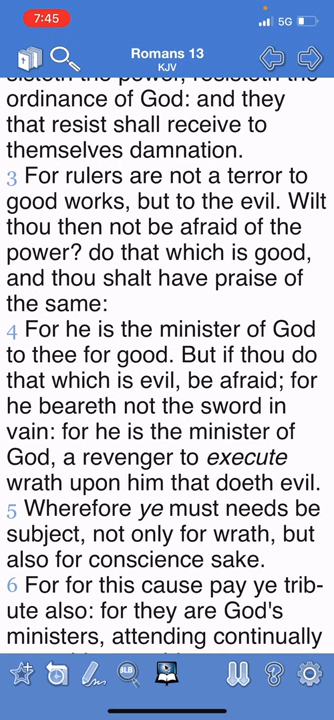 7:45
5G
Romans 13
KJV
sisteth the power, resisteth the
ordinance of God: and they
that resist shall receive to
themselves damnation.
3 For rulers are not a terror to
good works, but to the evil. Wilt
thou then not be afraid of the
power? do that which is good,
and thou shalt have praise of
the same:
4 For he is the minister of God
to thee for good. But if thou do
that which is evil, be afraid; for
he beareth not the sword in
vain: for he is the minister of
God, a revenger to execute
wrath upon him that doeth evil.
5 Wherefore ye must needs be
subject, not only for wrath, but
also for conscience sake.
6 For for this cause pay ye trib-
ute also: for they are God's
ministers, attending continually
BLB